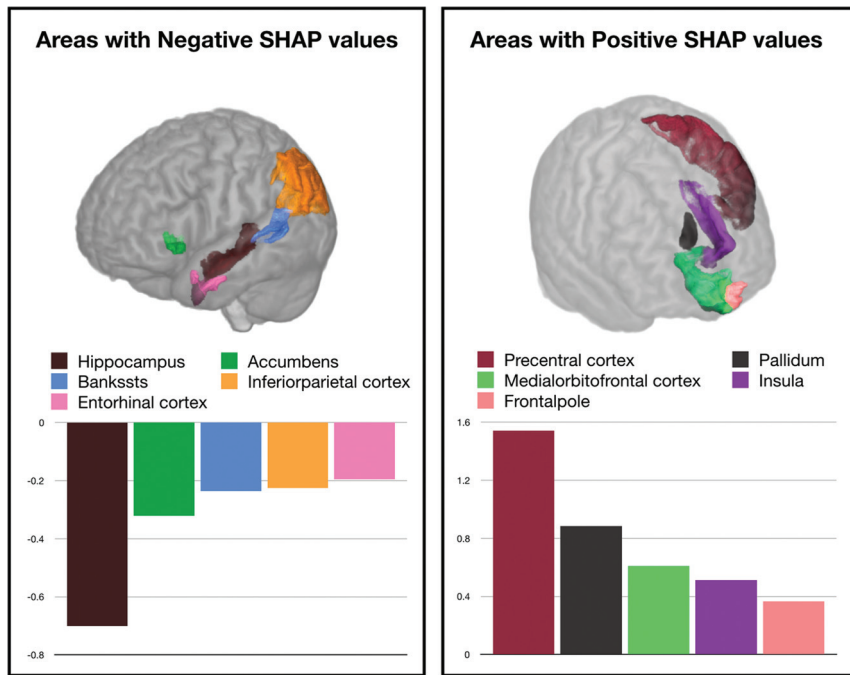 Areas with Negative SHAP values
Hippocampus
Accumbens
Bankssts
Inferiorparietal cortex
Entorhinal cortex
0
-0.2
-0.4
-0.6
-0.8
Areas with Positive SHAP values
Precentral cortex
Pallidum
Medialorbitofrontal cortex
Insula
Frontalpole
1.6
1.2
0.8
0.4
0